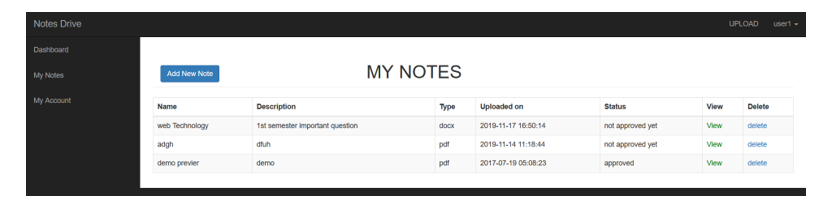 Notes Drive UPLOAD user1
Dashboard
My Notes
My Account
Add New Note MY NOTES
Name Description Type Uploaded on Status View Delete
web Technology 1st semester important question docx 2019-11-17 16:50:14 not approved yet View delete
adgh dfuh pdf 2019-11-14 11:18:44 not approved yet View delete
demo previer demo pdf 2017-07-19 05:08:23 approved View delete